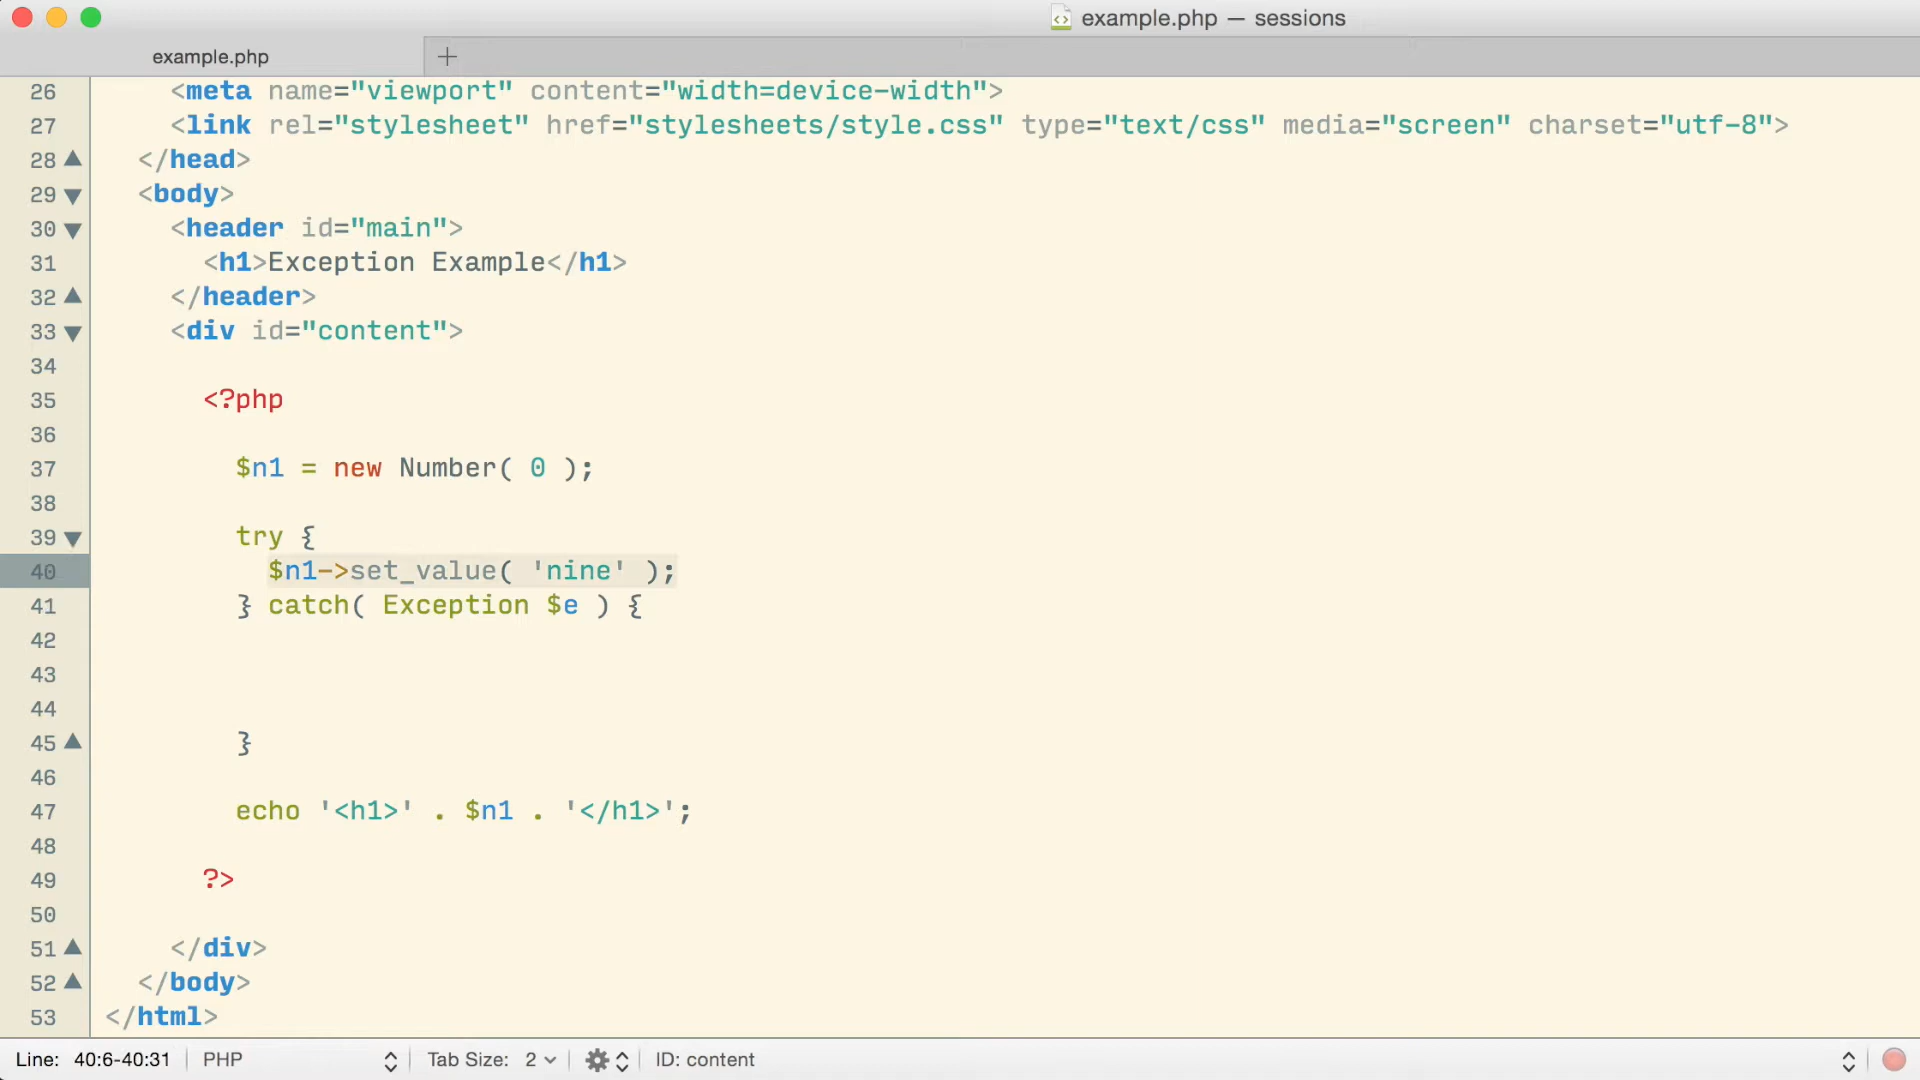 example.php — sessions
example.php
26 <meta name="viewport" content="width=device-width">
27 <link rel="stylesheet" href="stylesheets/style.css" type="text/css" media="screen" charset="utf-8">
28 </head>
29 <body>
30 <header id="main">
31 <h1>Exception Example</h1>
32 </header>
33 <div id="content">
34
35 <?php
36
37 $n1 = new Number( 0 );
38
39 try {
40 $n1->set_value( 'nine' );
41 } catch( Exception $e ) {
42
43
44
45 }
46
47 echo '<h1>' . $n1 . '</h1>';
48
49 ?>
50
51 </div>
52 </body>
53 </html>
Line: 40:6-40:31 PHP Tab Size: 2 ID: content